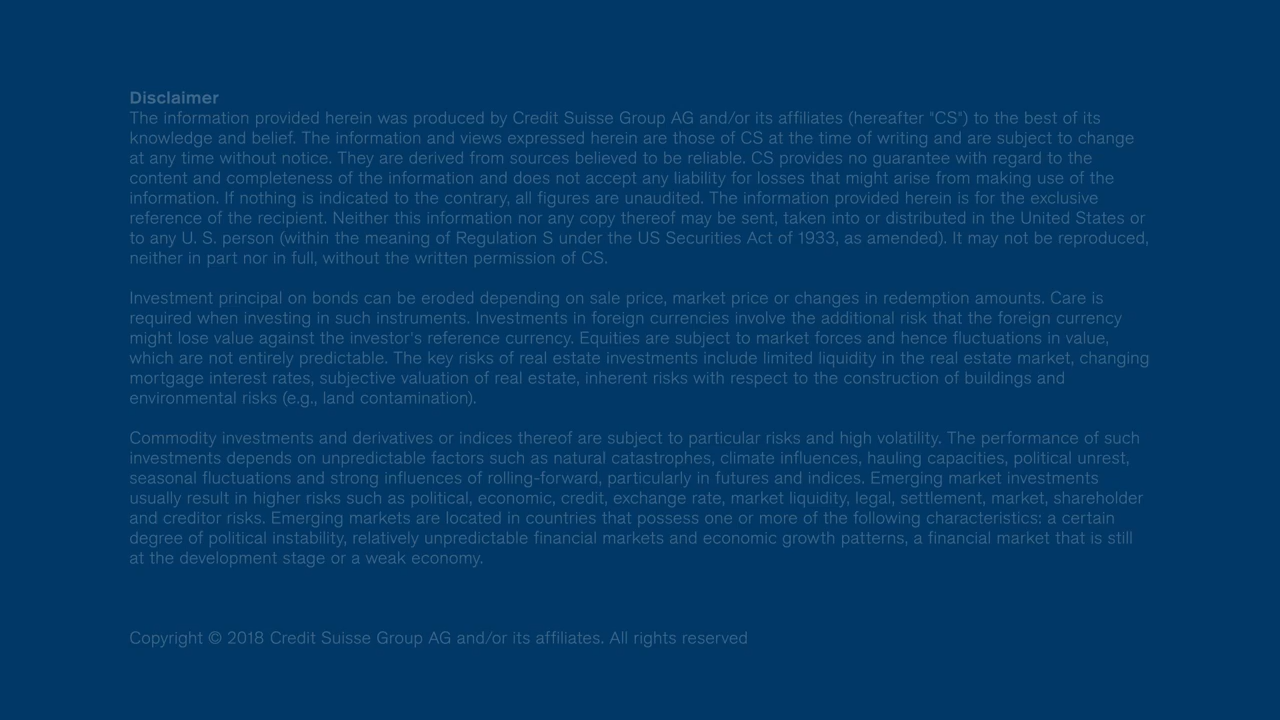 Disclaimer
The information provided herein was produced by Credit Suisse Group AG and/or its affiliates (hereafter "CS") to the best of its
knowledge and belief. The information and views expressed herein are those of CS at the time of writing and are subject to change
at any time without notice. They are derived from sources believed to be reliable. CS provides no guarantee with regard to the
content and completeness of the information and does not accept any liability for losses that might arise from making use of the
information. If nothing is indicated to the contrary, all figures are unaudited. The information provided herein is for the exclusive
reference of the recipient. Neither this information nor any copy thereof may be sent, taken into or distributed in the United States or
to any U. S. person (within the meaning of Regulation S under the US Securities Act of 1933, as amended). It may not be reproduced,
neither in part nor in full, without the written permission of CS.

Investment principal on bonds can be eroded depending on sale price, market price or changes in redemption amounts. Care is
required when investing in such instruments. Investments in foreign currencies involve the additional risk that the foreign currency
might lose value against the investor's reference currency. Equities are subject to market forces and hence fluctuations in value,
which are not entirely predictable. The key risks of real estate investments include limited liquidity in the real estate market, changing
mortgage interest rates, subjective valuation of real estate, inherent risks with respect to the construction of buildings and
environmental risks (e.g., land contamination).

Commodity investments and derivatives or indices thereof are subject to particular risks and high volatility. The performance of such
investments depends on unpredictable factors such as natural catastrophes, climate influences, hauling capacities, political unrest,
seasonal fluctuations and strong influences of rolling-forward, particularly in futures and indices. Emerging market investments
usually result in higher risks such as political, economic, credit, exchange rate, market liquidity, legal, settlement, market, shareholder
and creditor risks. Emerging markets are located in countries that possess one or more of the following characteristics: a certain
degree of political instability, relatively unpredictable financial markets and economic growth patterns, a financial market that is still
at the development stage or a weak economy.

Copyright © 2018 Credit Suisse Group AG and/or its affiliates. All rights reserved